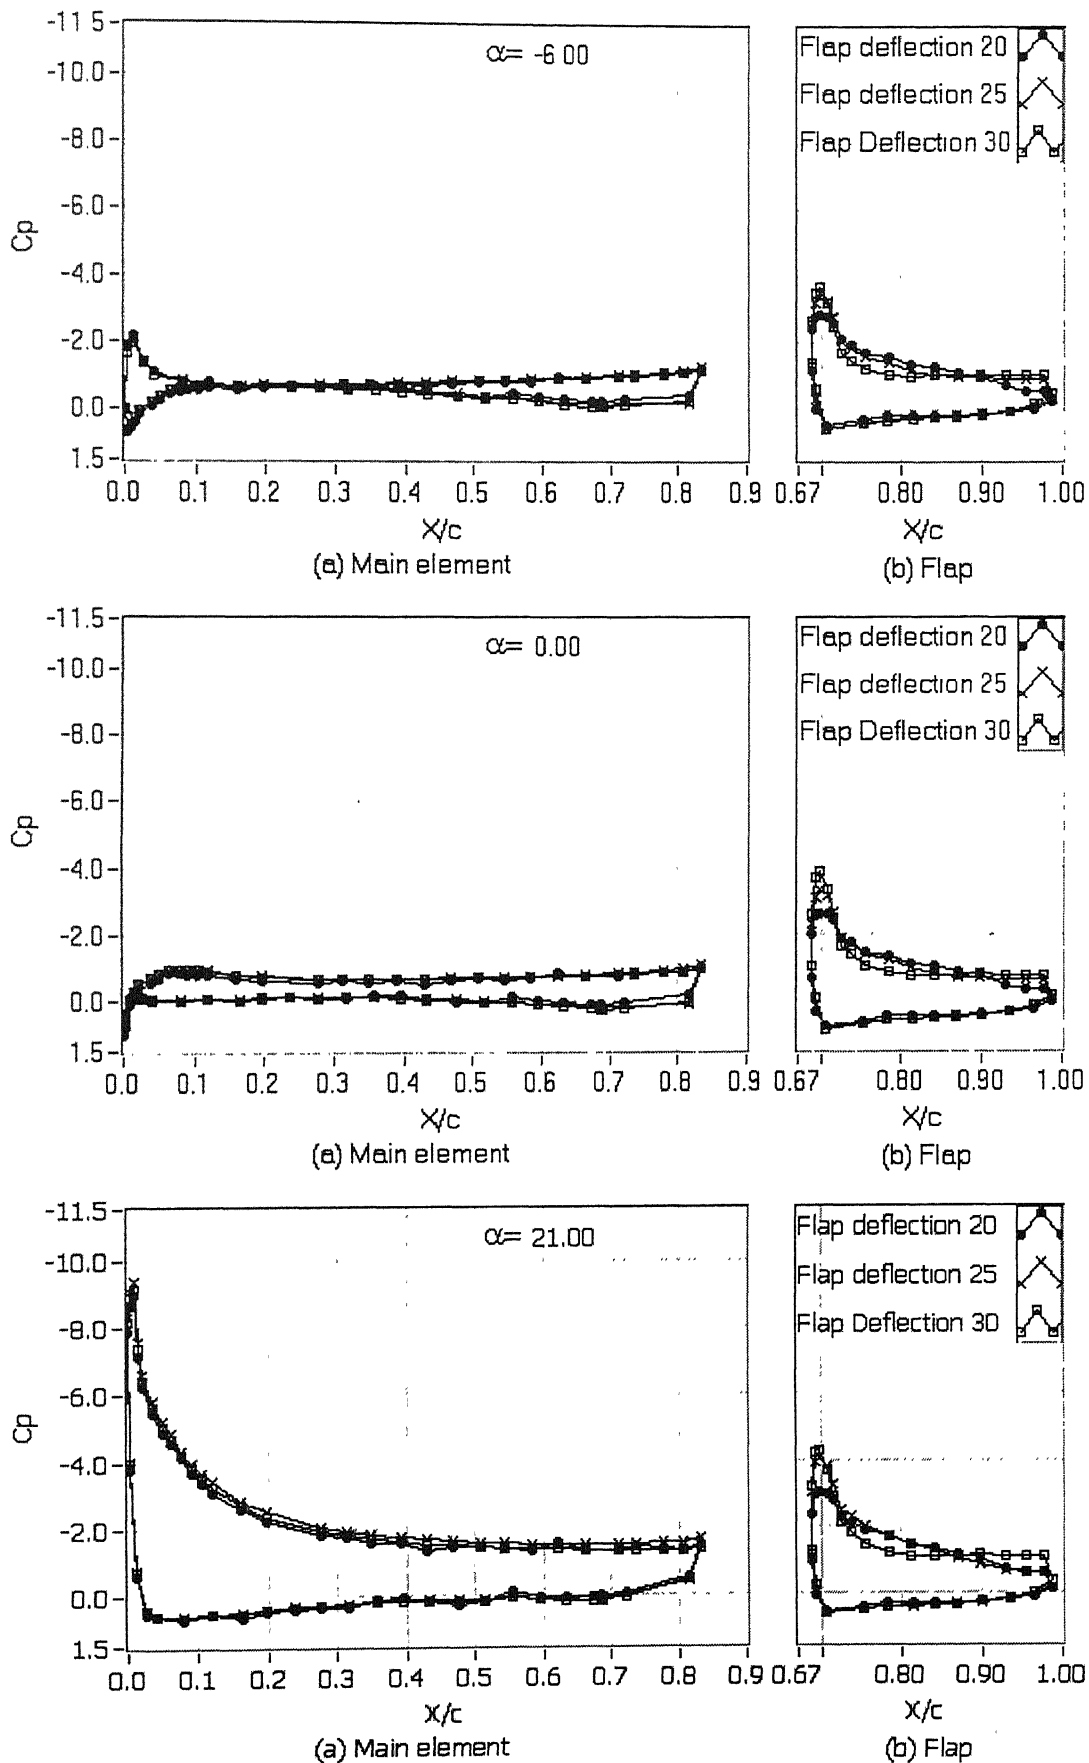 -11 5
-10.0
-8.0
-6.0
-4.0
-2.0
0.0
1.5
Cp
α= -6 00
0.0 0.1 0.2 0.3 0.4 0.5 0.6 0.7 0.8 0.9
X/c
(a) Main element
Flap deflection 20
Flap deflection 25
Flap Deflection 30
0.67 0.80 0.90 1.00
X/c
(b) Flap
-11.5
-10.0
-8.0
-6.0
-4.0
-2.0
0.0
1.5
Cp
α= 0.00
0.0 0.1 0.2 0.3 0.4 0.5 0.6 0.7 0.8 0.9
X/c
(a) Main element
Flap deflection 20
Flap deflection 25
Flap Deflection 30
0.67 0.80 0.90 1.00
X/c
(b) Flap
-11.5
-10.0
-8.0
-6.0
-4.0
-2.0
0.0
1.5
Cp
α= 21.00
0.0 0.1 0.2 0.3 0.4 0.5 0.6 0.7 0.8 0.9
X/c
(a) Main element
Flap deflection 20
Flap deflection 25
Flap Deflection 30
0.67 0.80 0.90 1.00
X/c
(b) Flap